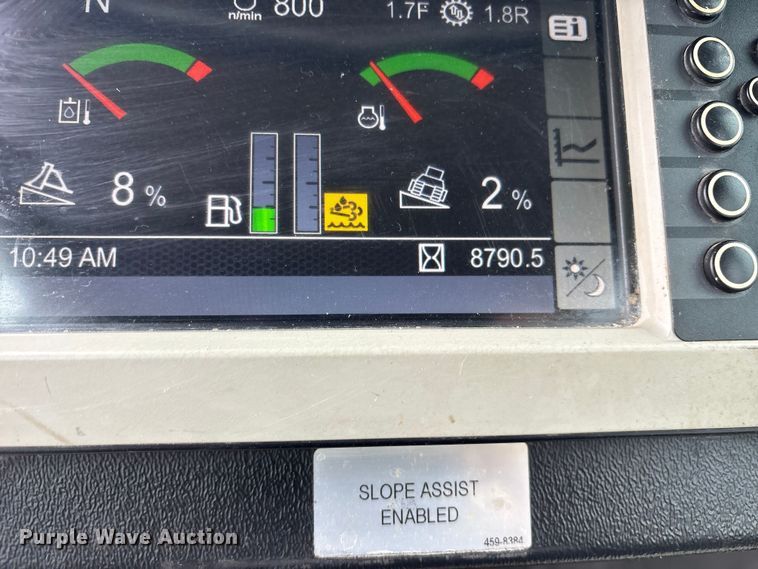 N
n/min 800
1.7F 1.8R
8 %
2 %
10:49 AM
8790.5
SLOPE ASSIST
ENABLED
459-8384
Purple Wave Auction